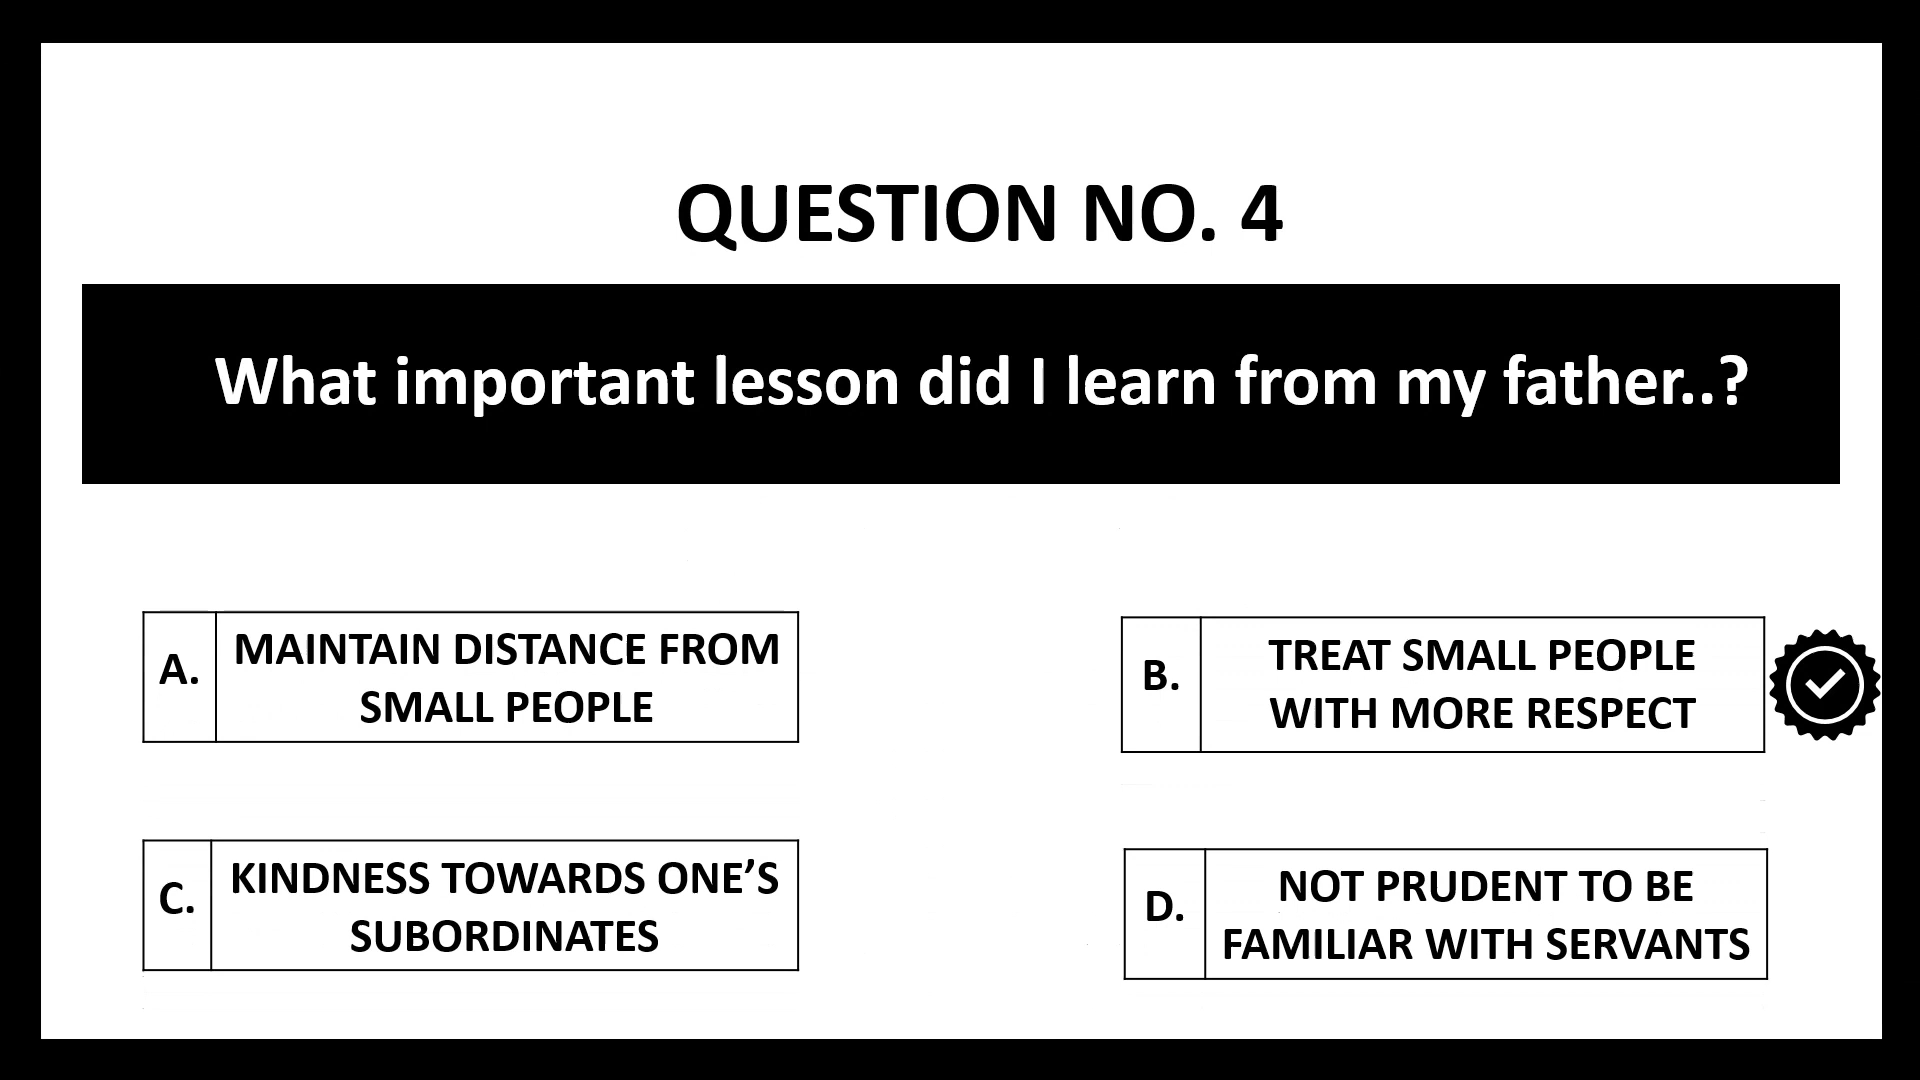 QUESTION NO. 4
What important lesson did I learn from my father..?
A.
MAINTAIN DISTANCE FROM
SMALL PEOPLE
B.
TREAT SMALL PEOPLE
WITH MORE RESPECT
C.
KINDNESS TOWARDS ONE’S
SUBORDINATES
D.
NOT PRUDENT TO BE
FAMILIAR WITH SERVANTS